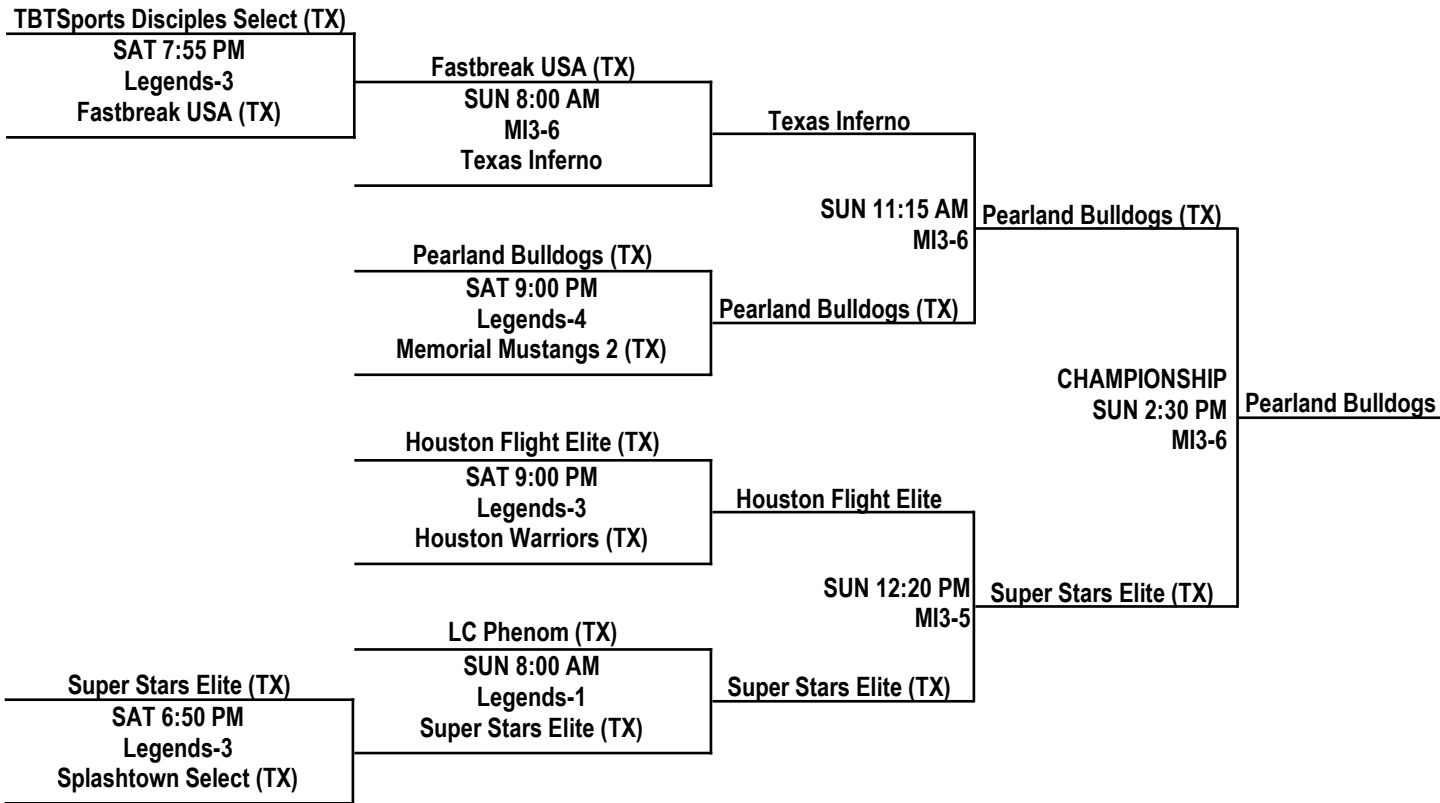 TBTSports Disciples Select (TX)
SAT 7:55 PM
Legends-3
Fastbreak USA (TX)
Fastbreak USA (TX)
SUN 8:00 AM
MI3-6
Texas Inferno
Texas Inferno
SUN 11:15 AM
MI3-6
Pearland Bulldogs (TX)
Pearland Bulldogs (TX)
SAT 9:00 PM
Legends-4
Memorial Mustangs 2 (TX)
Pearland Bulldogs (TX)
CHAMPIONSHIP
SUN 2:30 PM
MI3-6
Pearland Bulldogs
Houston Flight Elite (TX)
SAT 9:00 PM
Legends-3
Houston Warriors (TX)
Houston Flight Elite
SUN 12:20 PM
MI3-5
Super Stars Elite (TX)
LC Phenom (TX)
SUN 8:00 AM
Legends-1
Super Stars Elite (TX)
Super Stars Elite (TX)
Super Stars Elite (TX)
SAT 6:50 PM
Legends-3
Splashtown Select (TX)